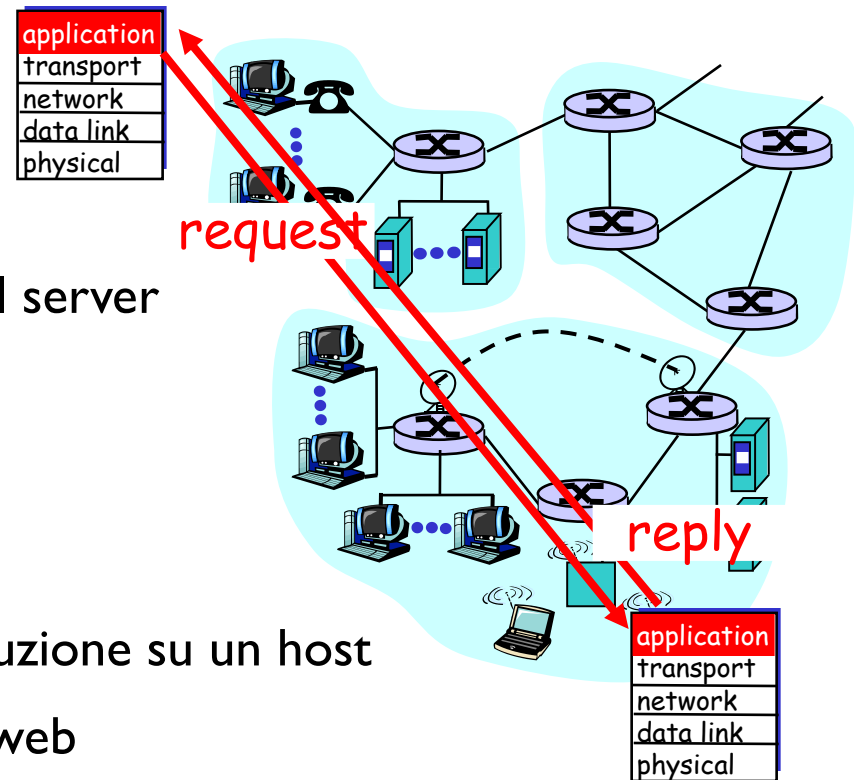 application
transport
network
data link
physical
request
server
reply
uzione su un host
web
application
transport
network
data link
physical